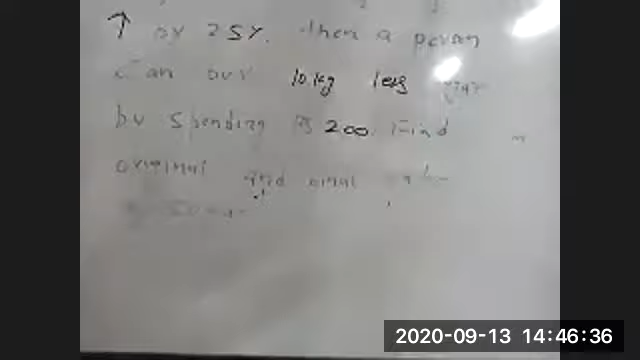 ↑ by 25%. Then a person
can buy 10 kg less
by spending Rs 200. Find
original and
2020-09-13 14:46:36